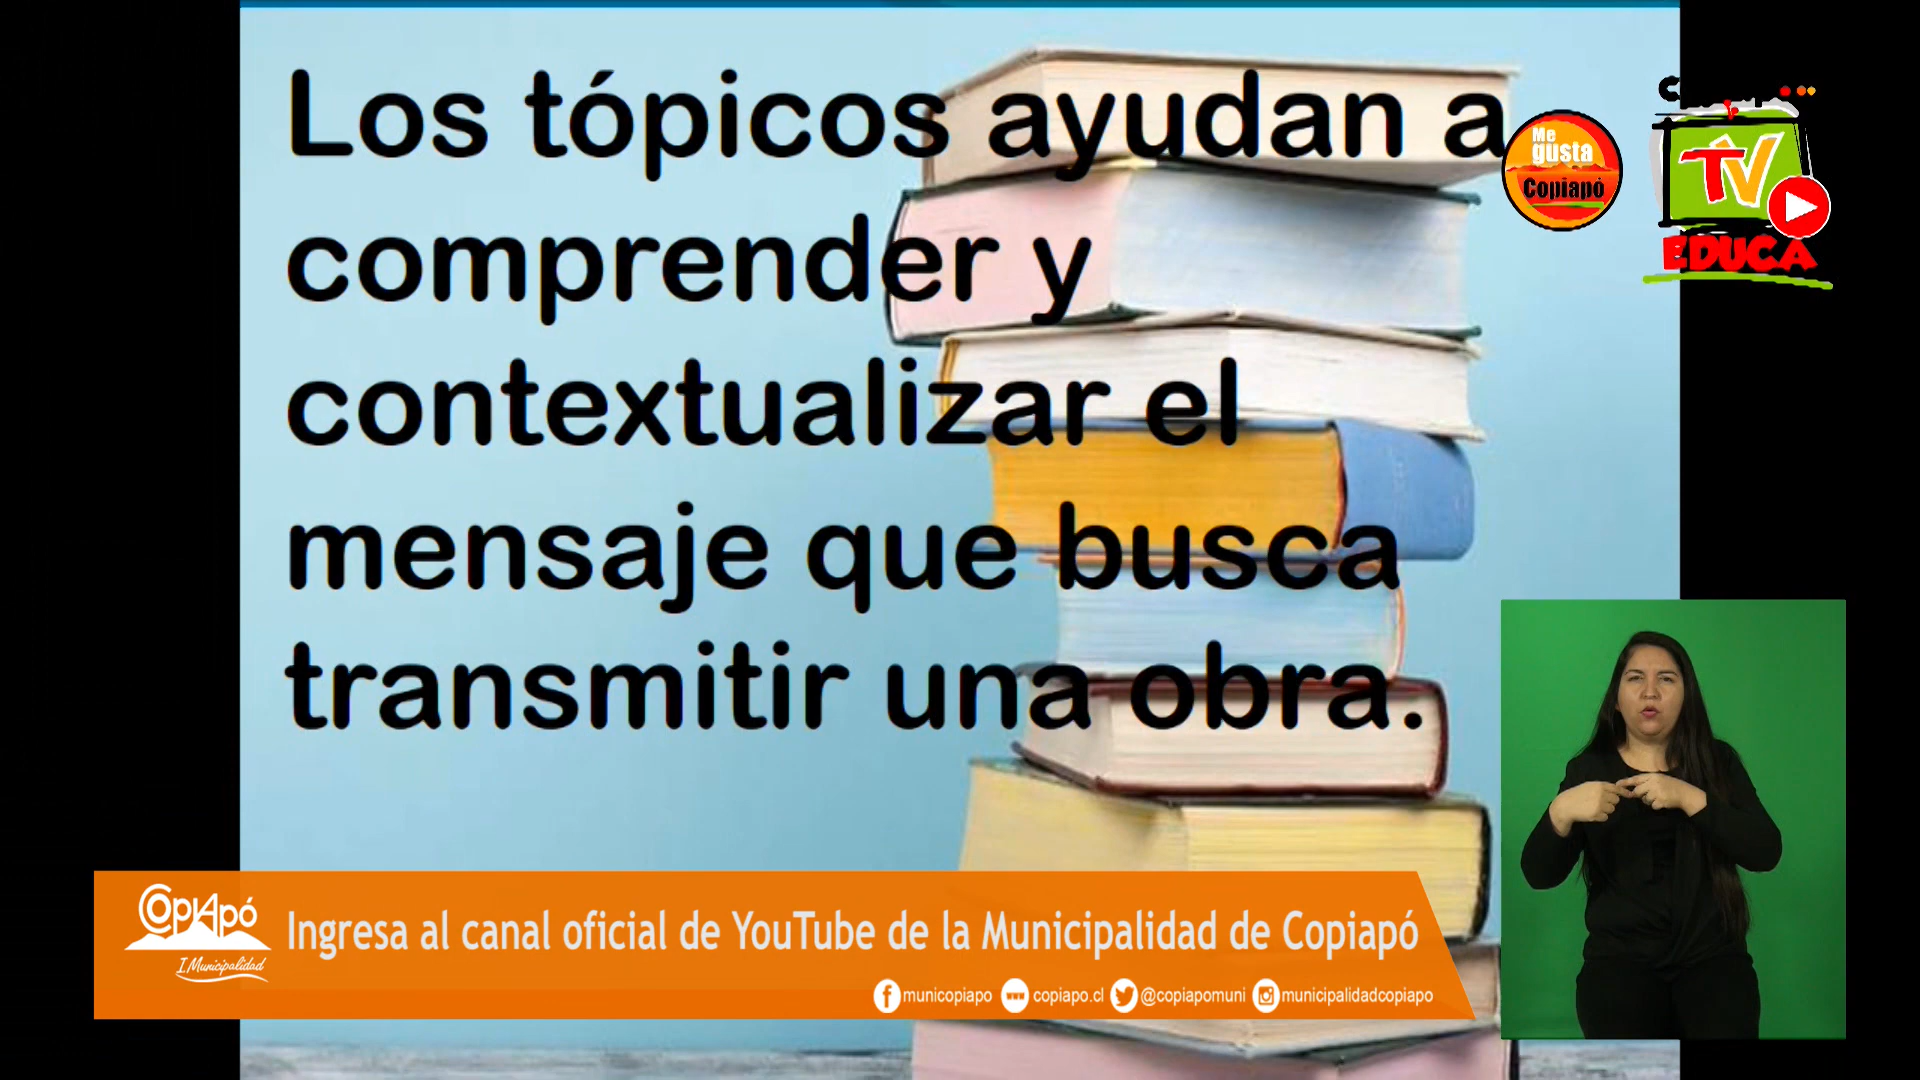 Los tópicos ayudan a
comprender y
contextualizar el
mensaje que busca
transmitir una obra.
Me
gusta
Copiapó
TV
EDUCA
COPIAPÓ
I. Municipalidad
Ingresa al canal oficial de YouTube de la Municipalidad de Copiapó
municopiapo www copiapo.cl @copiapomuni municipalidadcopiapo